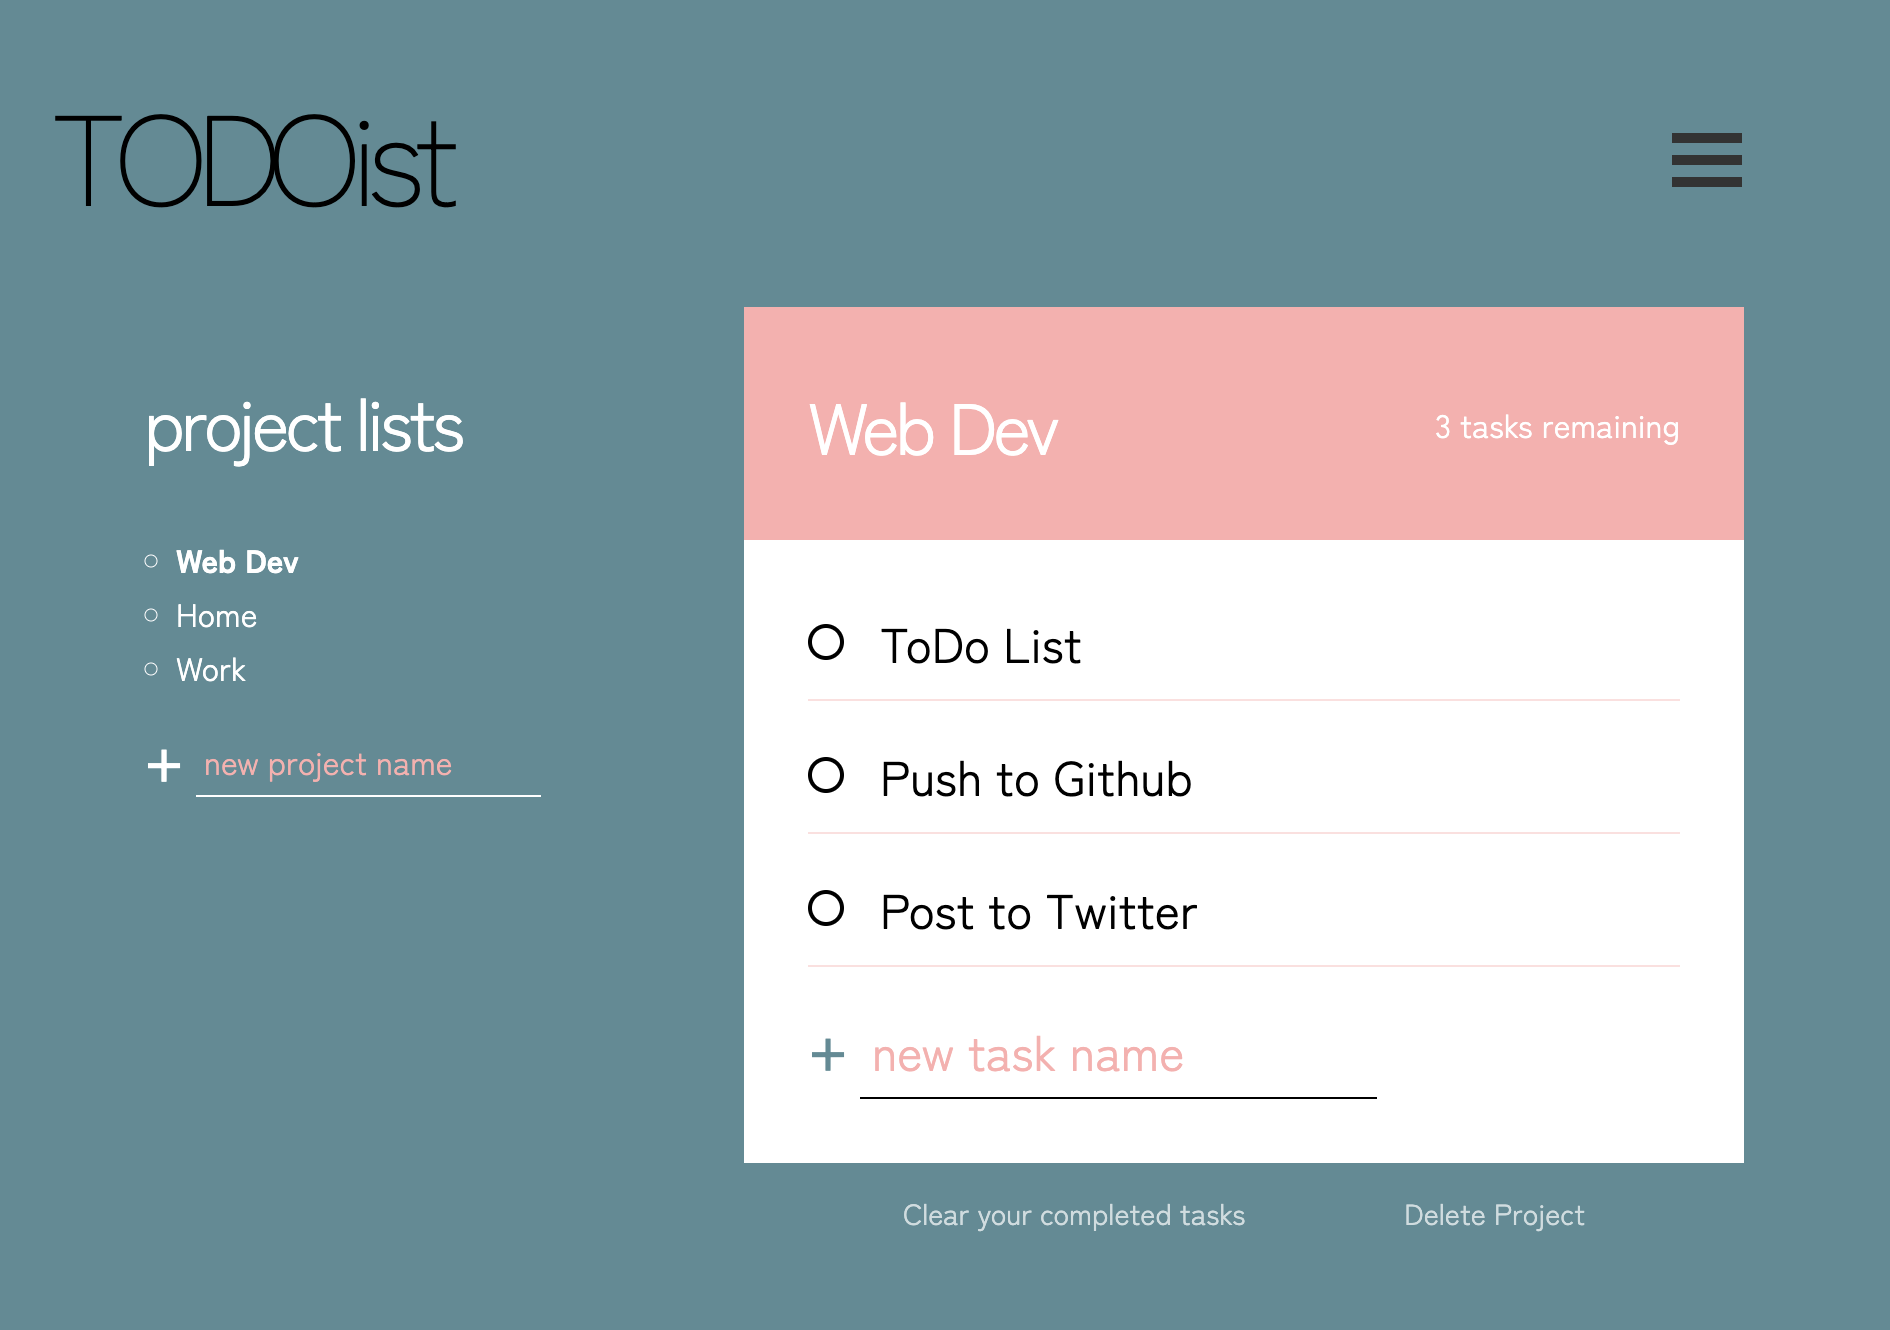 TODOist
project lists
Web Dev
Home
Work
+ new project name
Web Dev
3 tasks remaining
ToDo List
Push to Github
Post to Twitter
+ new task name
Clear your completed tasks
Delete Project